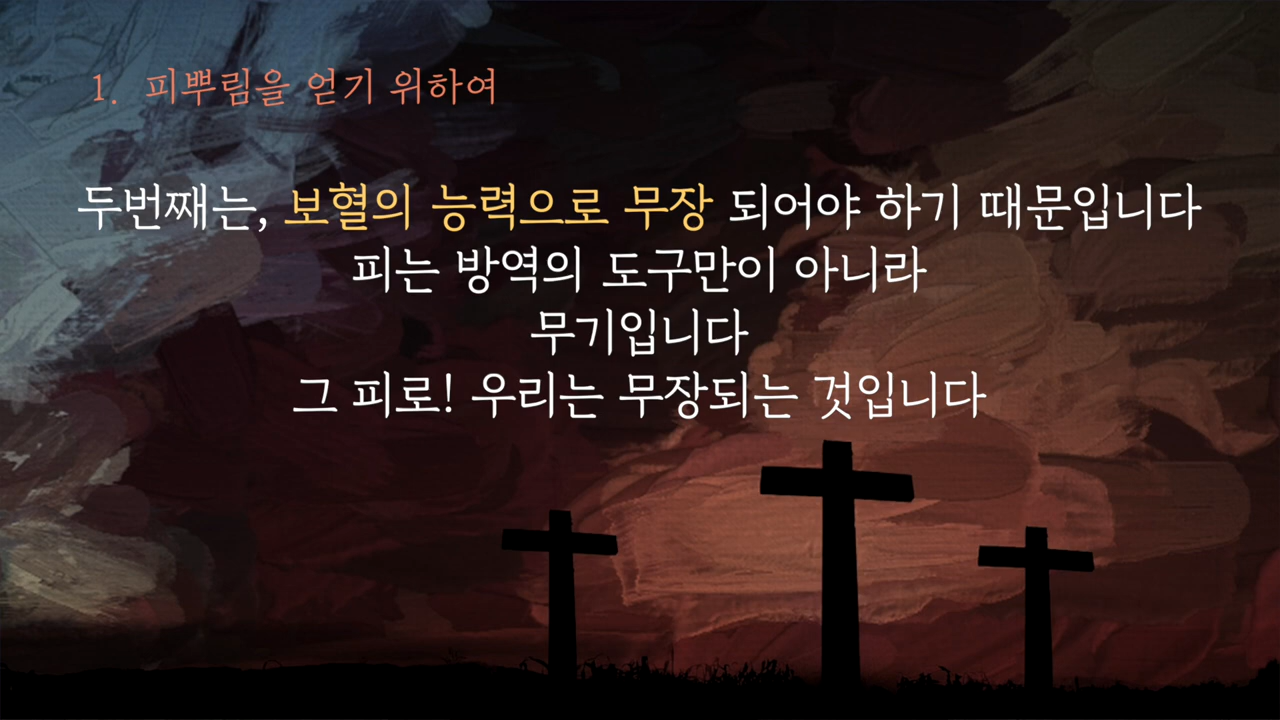 1. 피뿌림을 얻기 위하여
두번째는, 보혈의 능력으로 무장 되어야 하기 때문입니다
피는 방역의 도구만이 아니라
무기입니다
그 피로! 우리는 무장되는 것입니다